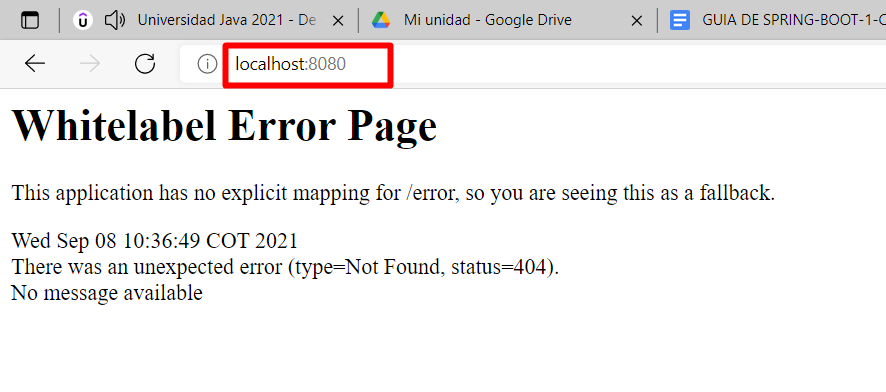 Universidad Java 2021 - De
Mi unidad - Google Drive
GUIA DE SPRING-BOOT-1-C
localhost:8080
Whitelabel Error Page
This application has no explicit mapping for /error, so you are seeing this as a fallback.
Wed Sep 08 10:36:49 COT 2021
There was an unexpected error (type=Not Found, status=404).
No message available